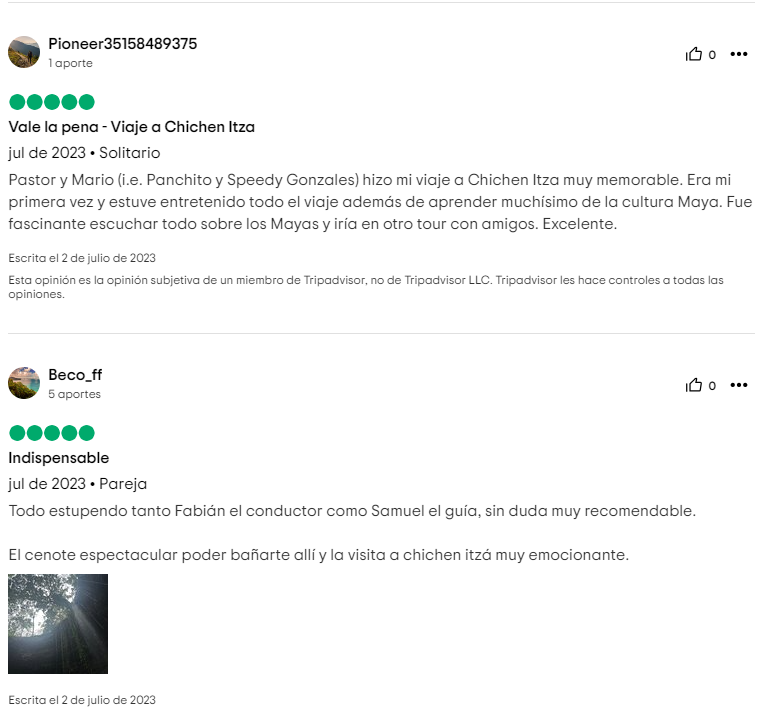 Pioneer35158489375
1 aporte
0
Vale la pena - Viaje a Chichen Itza
jul de 2023 • Solitario
Pastor y Mario (i.e. Panchito y Speedy Gonzales) hizo mi viaje a Chichen Itza muy memorable. Era mi
primera vez y estuve entretenido todo el viaje además de aprender muchísimo de la cultura Maya. Fue
fascinante escuchar todo sobre los Mayas y iría en otro tour con amigos. Excelente.
Escrita el 2 de julio de 2023
Esta opinión es la opinión subjetiva de un miembro de Tripadvisor, no de Tripadvisor LLC. Tripadvisor les hace controles a todas las
opiniones.
Beco_ff
5 aportes
0
Indispensable
jul de 2023 • Pareja
Todo estupendo tanto Fabián el conductor como Samuel el guía, sin duda muy recomendable.
El cenote espectacular poder bañarte allí y la visita a chichen itzá muy emocionante.
Escrita el 2 de julio de 2023